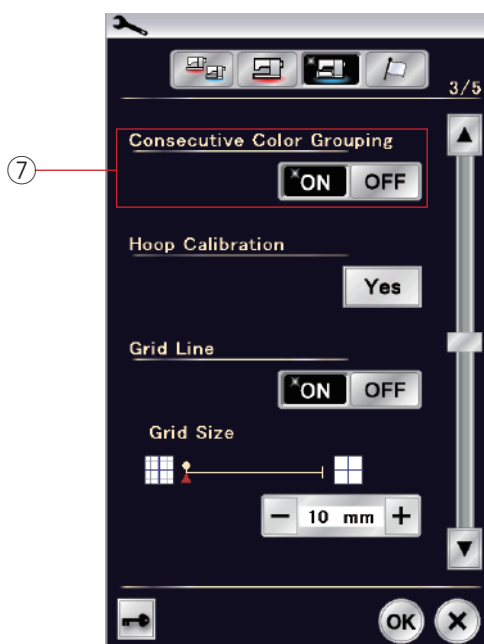 3/5
Consecutive Color Grouping
⑦
ON OFF
Hoop Calibration
Yes
Grid Line
ON OFF
Grid Size
− 10 mm +
OK ×